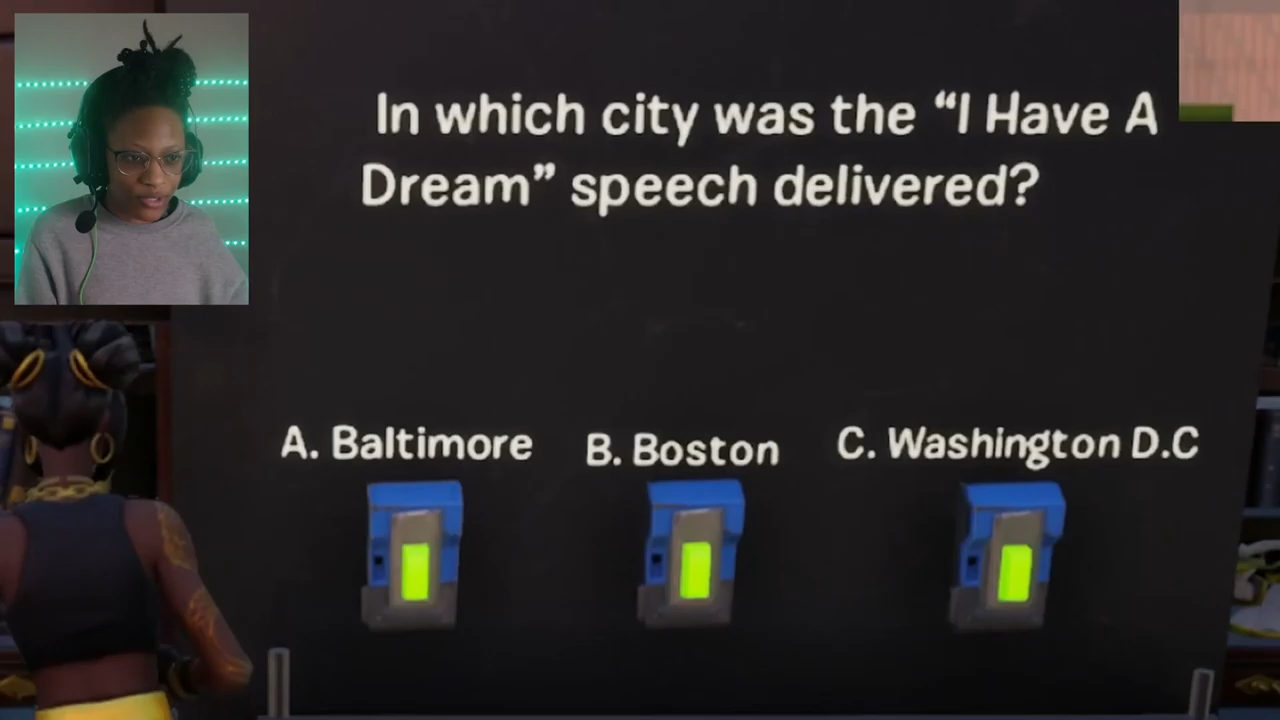 In which city was the “I Have A
Dream” speech delivered?
A. Baltimore B. Boston C. Washington D.C